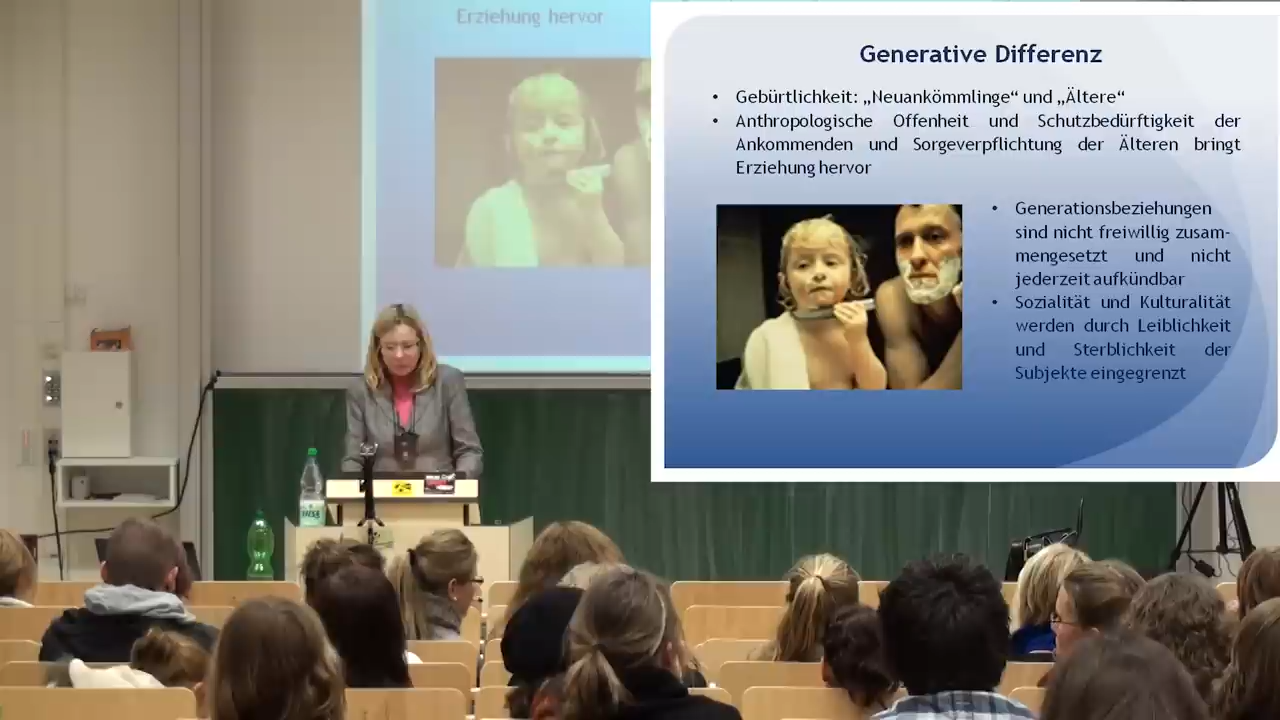 Erziehung hervor
Generative Differenz
• Gebürtlichkeit: „Neuankömmlinge“ und „Ältere“
• Anthropologische Offenheit und Schutzbedürftigkeit der
Ankommenden und Sorgeverpflichtung der Älteren bringt
Erziehung hervor
• Generationsbeziehungen
sind nicht freiwillig zusam-
mengesetzt und nicht
jederzeit aufkündbar
• Sozialität und Kulturalität
werden durch Leiblichkeit
und Sterblichkeit der
Subjekte eingegrenzt